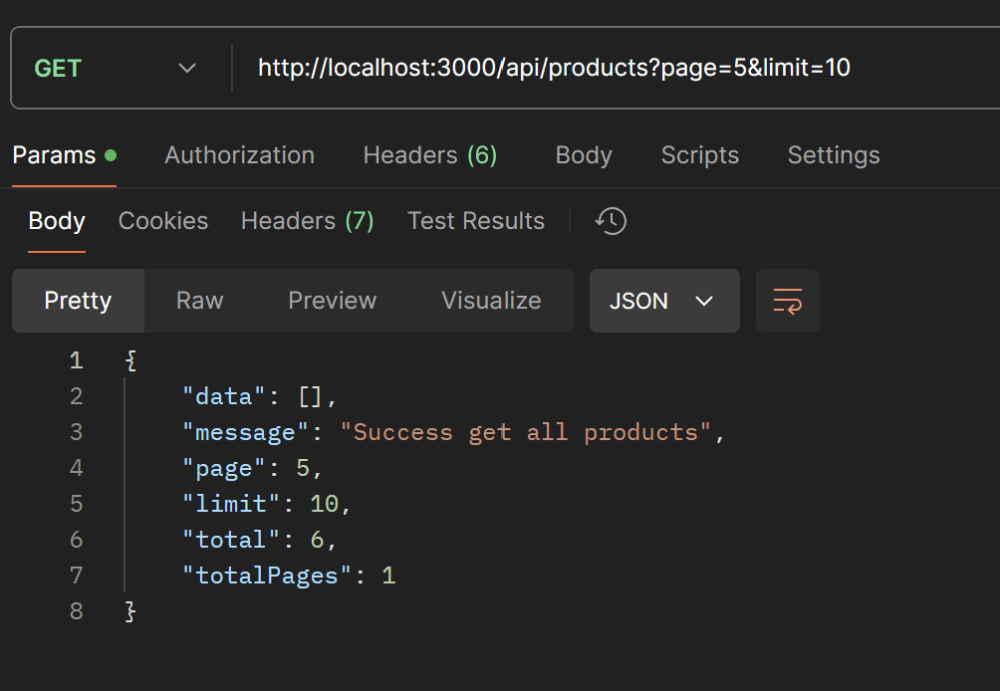 GET http://localhost:3000/api/products?page=5&limit=10
Params Authorization Headers (6) Body Scripts Settings
Body Cookies Headers (7) Test Results
Pretty Raw Preview Visualize JSON
1 {
2 "data": [],
3 "message": "Success get all products",
4 "page": 5,
5 "limit": 10,
6 "total": 6,
7 "totalPages": 1
8 }